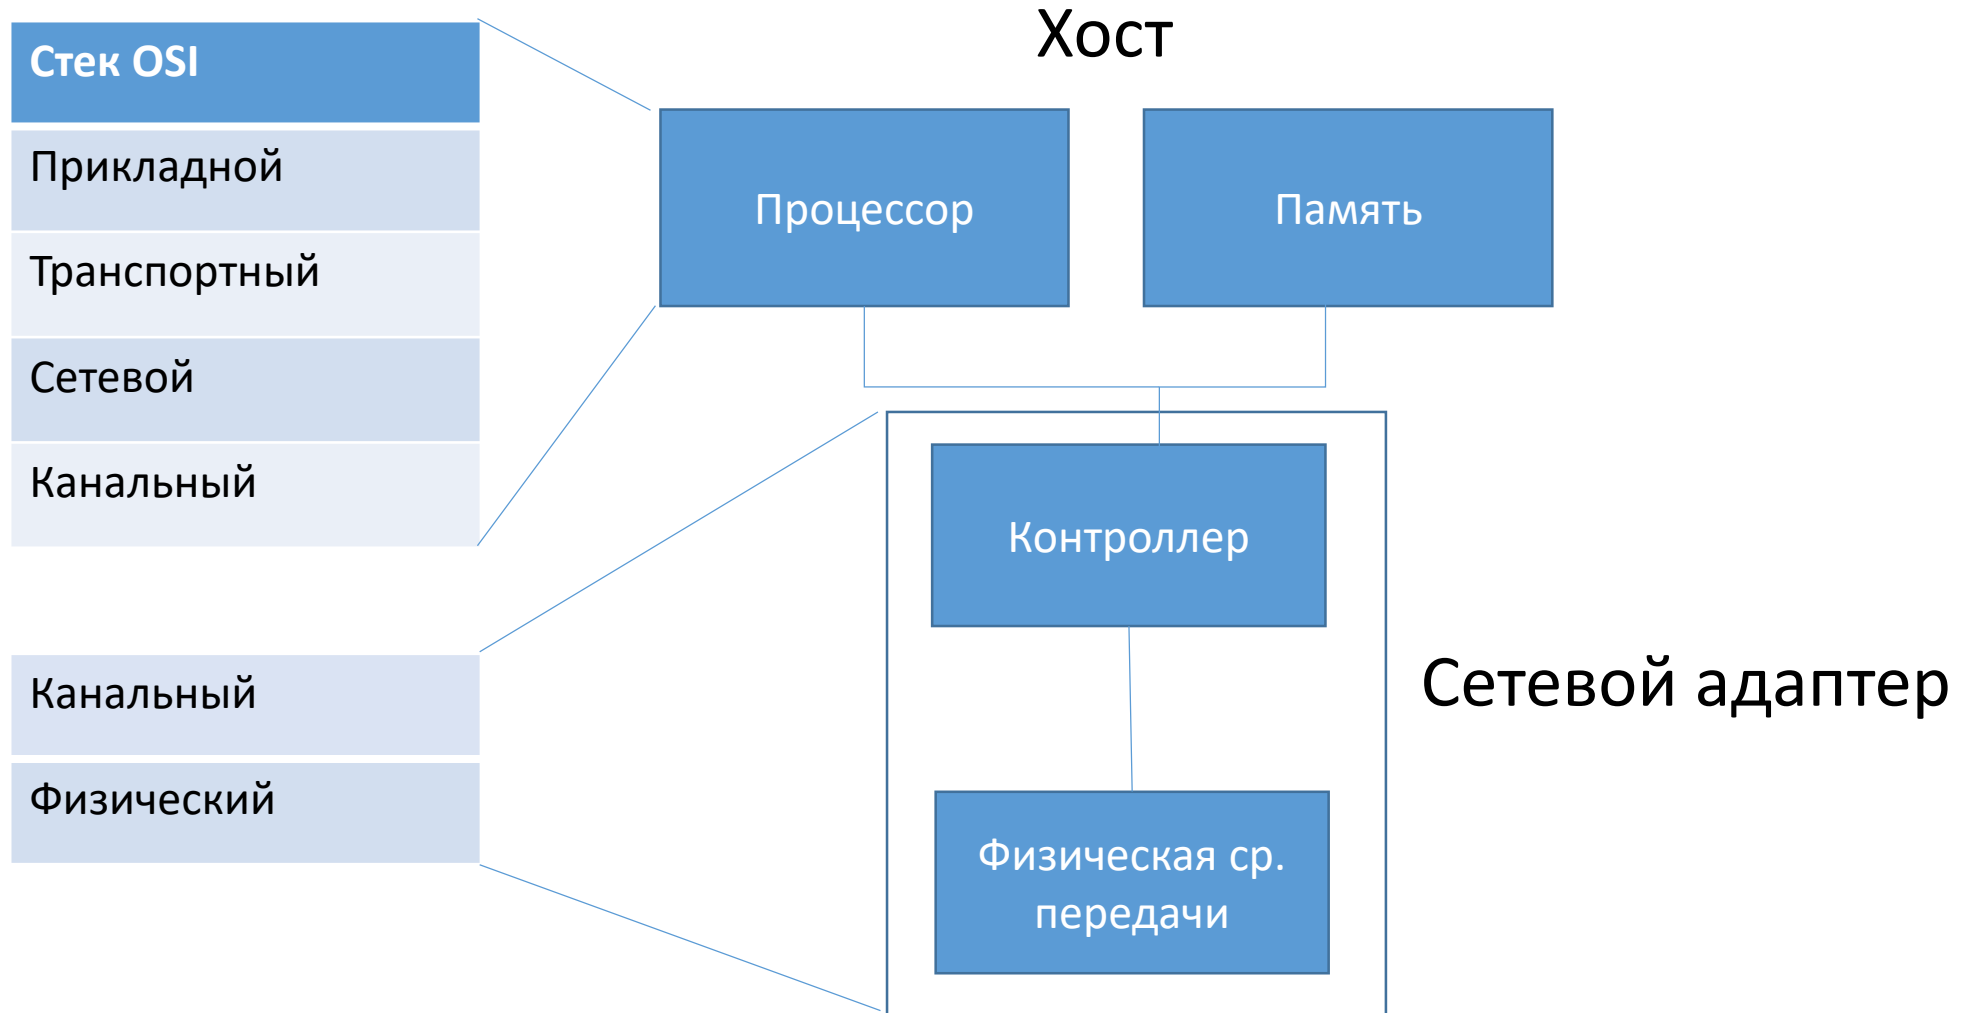 Стек OSI
Прикладной
Транспортный
Сетевой
Канальный
Канальный
Физический
Хост
Процессор
Память
Контроллер
Физическая ср.
передачи
Сетевой адаптер